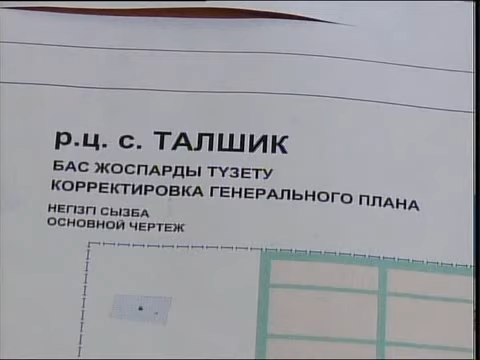 р.ц. с. ТАЛШИК
БАС ЖОСПАРДЫ ТҮЗЕТУ
КОРРЕКТИРОВКА ГЕНЕРАЛЬНОГО ПЛАНА
НЕГІЗГІ СЫЗБА
ОСНОВНОЙ ЧЕРТЕЖ